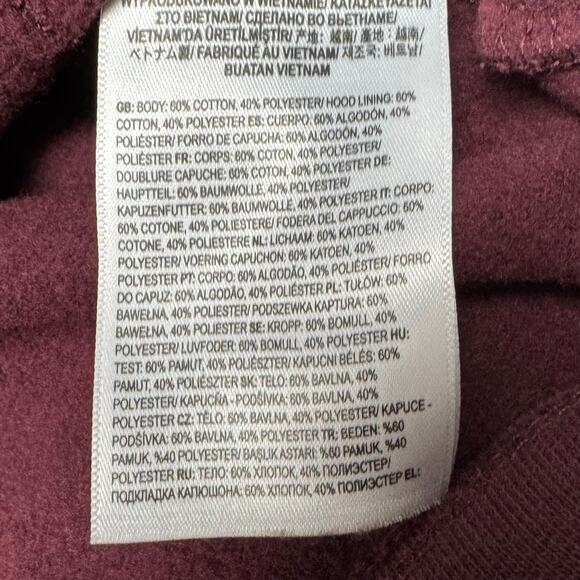 WYPRODUKOWANO W WIETNAMIE/ ΚΑΤΑΣΚΕΥΑΖΕΤΑΙ
ΣΤΟ ΒΙΕΤΝΑΜ/ СДЕЛАНО ВО ВЬЕТНАМЕ/
VİETNAM'DA ÜRETİLMİŞTİR/ 产地: 越南/ 產地: 越南/
ベトナム製/ FABRIQUÉ AU VIETNAM/ 제조국: 베트남/
BUATAN VIETNAM
GB: BODY: 60% COTTON, 40% POLYESTER/ HOOD LINING: 60%
COTTON, 40% POLYESTER ES: CUERPO: 60% ALGODÓN, 40%
POLIÉSTER/ FORRO DE CAPUCHA: 60% ALGODÓN, 40%
POLIÉSTER FR: CORPS: 60% COTON, 40% POLYESTER/
DOUBLURE CAPUCHE: 60% COTON, 40% POLYESTER DE:
HAUPTTEIL: 60% BAUMWOLLE, 40% POLYESTER/
KAPUZENFUTTER: 60% BAUMWOLLE, 40% POLYESTER IT: CORPO:
60% COTONE, 40% POLIESTERE/ FODERA DEL CAPPUCCIO: 60%
COTONE, 40% POLIESTERE NL: LICHAAM: 60% KATOEN, 40%
POLYESTER/ VOERING CAPUCHON: 60% KATOEN, 40%
POLYESTER PT: CORPO: 60% ALGODÃO, 40% POLIÉSTER/ FORRO
DO CAPUZ: 60% ALGODÃO, 40% POLIÉSTER PL: TUŁÓW: 60%
BAWEŁNA, 40% POLIESTER/ PODSZEWKA KAPTURA: 60%
BAWEŁNA, 40% POLIESTER SE: KROPP: 60% BOMULL, 40%
POLYESTER/ LUVFODER: 60% BOMULL, 40% POLYESTER HU:
TEST: 60% PAMUT, 40% POLIÉSZTER/ KAPUCNI BÉLÉS: 60%
PAMUT, 40% POLIÉSZTER SK: TELO: 60% BAVLNA, 40%
POLYESTER/ KAPUCŇA - PODŠÍVKA: 60% BAVLNA, 40%
POLYESTER CZ: TĚLO: 60% BAVLNA, 40% POLYESTER/ KAPUCE -
PODŠÍVKA: 60% BAVLNA, 40% POLYESTER TR: BEDEN: %60
PAMUK, %40 POLYESTER/ BAŞLIK ASTARI: %60 PAMUK, %40
POLYESTER RU: ТЕЛО: 60% ХЛОПОК, 40% ПОЛИЭСТЕР/
ПОДКЛАДКА КАПЮШОНА: 60% ХЛОПОК, 40% ПОЛИЭСТЕР EL: